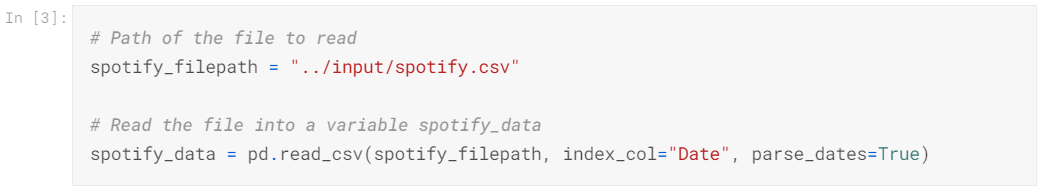 In [3]:
# Path of the file to read
spotify_filepath = "../input/spotify.csv"
# Read the file into a variable spotify_data
spotify_data = pd.read_csv(spotify_filepath, index_col="Date", parse_dates=True)